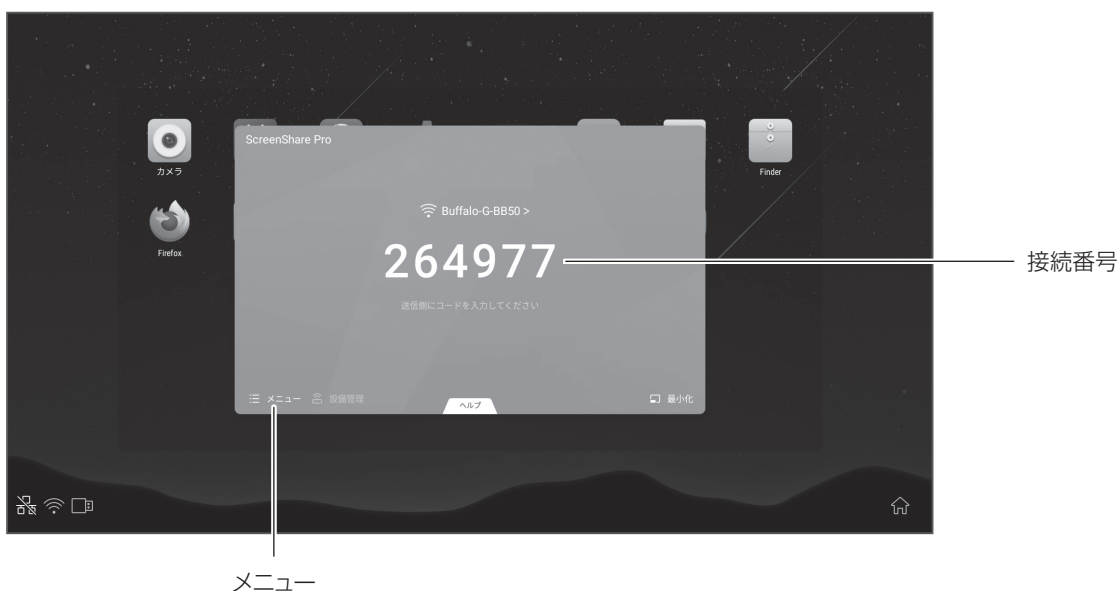 ScreenShare Pro
カメラ
Finder
Buffalo-G-BB50 >
Firefox
264977
接続番号
送信側にコードを入力してください
メニュー
設備管理
ヘルプ
最小化
メニュー